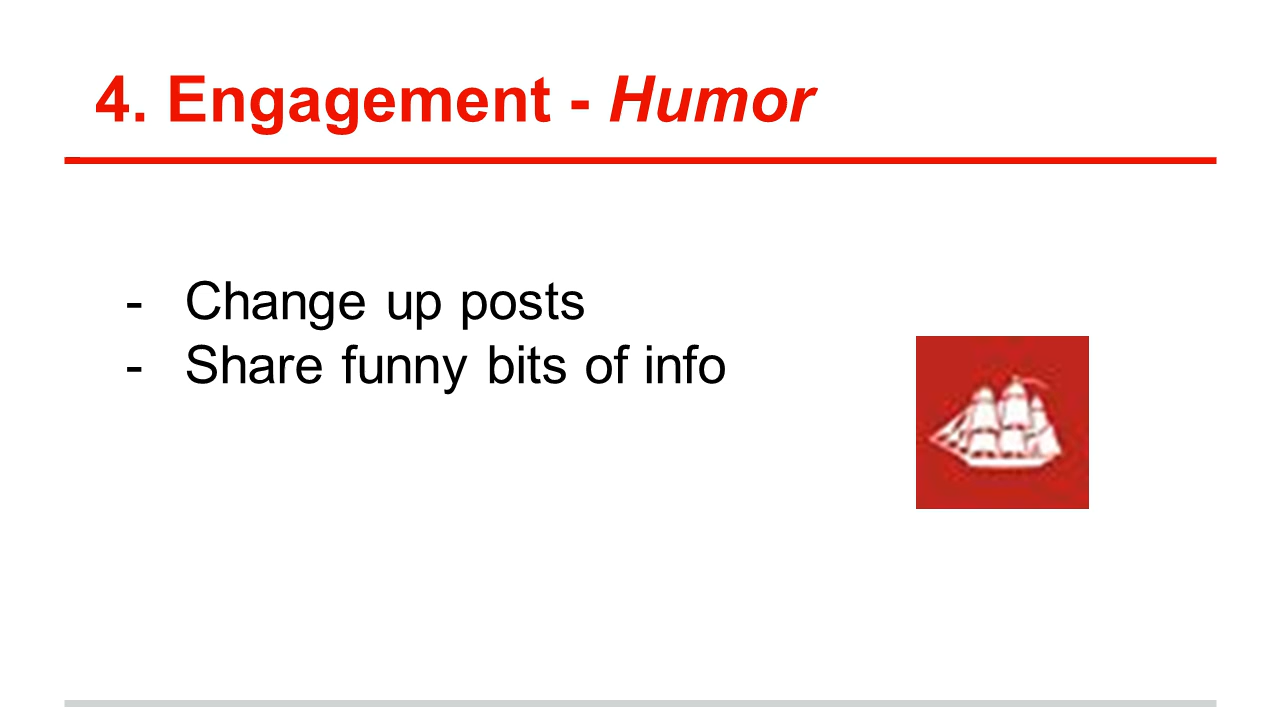 4. Engagement - Humor
- Change up posts
- Share funny bits of info